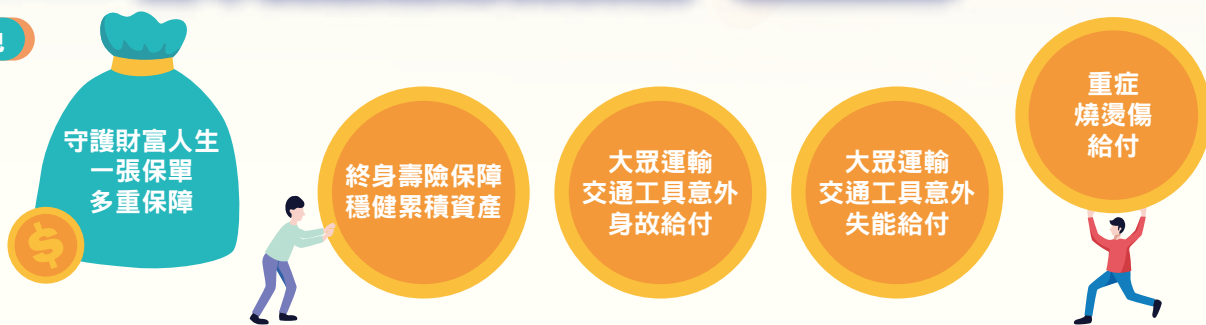 守護財富人生
一張保單
多重保障
終身壽險保障
穩健累積資產
大眾運輸
交通工具意外
身故給付
大眾運輸
交通工具意外
失能給付
重症
燒燙傷
給付
$